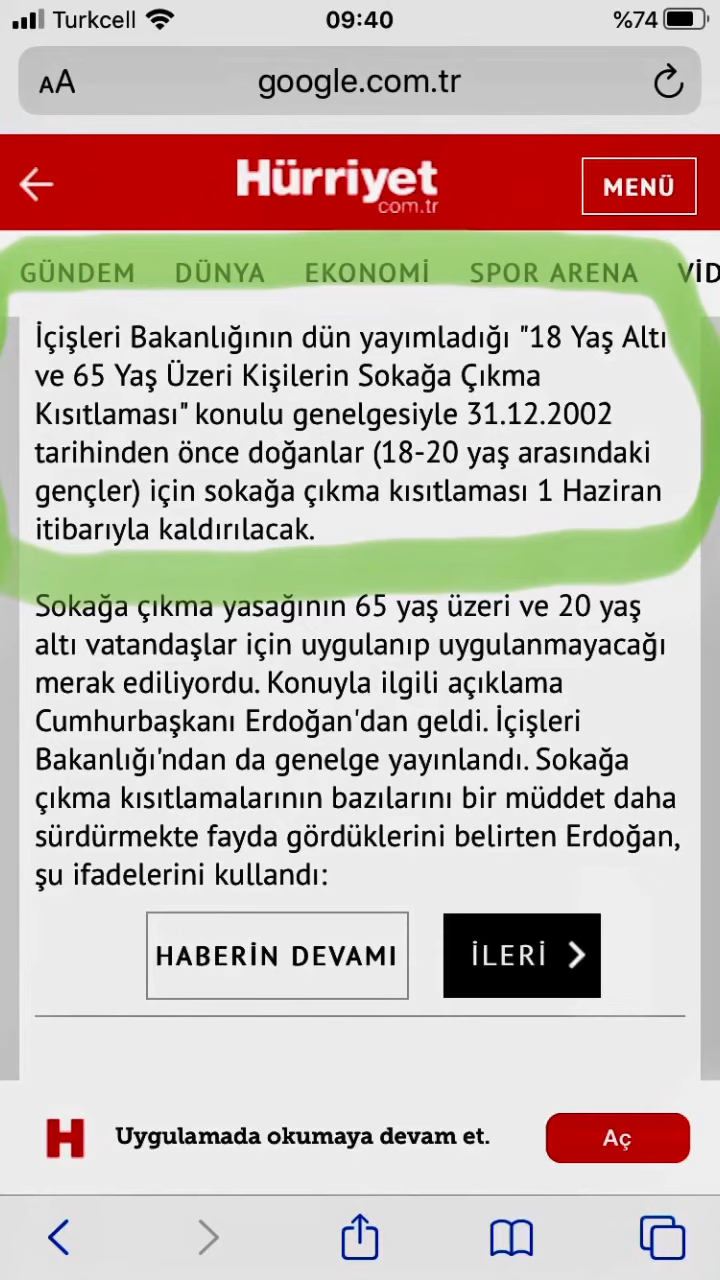 Turkcell 09:40 %74
AA google.com.tr
Hürriyet
com.tr
MENÜ
GÜNDEM DÜNYA EKONOMİ SPOR ARENA VİD
İçişleri Bakanlığının dün yayımladığı "18 Yaş Altı
ve 65 Yaş Üzeri Kişilerin Sokağa Çıkma
Kısıtlaması" konulu genelgesiyle 31.12.2002
tarihinden önce doğanlar (18-20 yaş arasındaki
gençler) için sokağa çıkma kısıtlaması 1 Haziran
itibarıyla kaldırılacak.
Sokağa çıkma yasağının 65 yaş üzeri ve 20 yaş
altı vatandaşlar için uygulanıp uygulanmayacağı
merak ediliyordu. Konuyla ilgili açıklama
Cumhurbaşkanı Erdoğan'dan geldi. İçişleri
Bakanlığı'ndan da genelge yayınlandı. Sokağa
çıkma kısıtlamalarının bazılarını bir müddet daha
sürdürmekte fayda gördüklerini belirten Erdoğan,
şu ifadelerini kullandı:
HABERİN DEVAMI İLERİ
H Uygulamada okumaya devam et. Aç